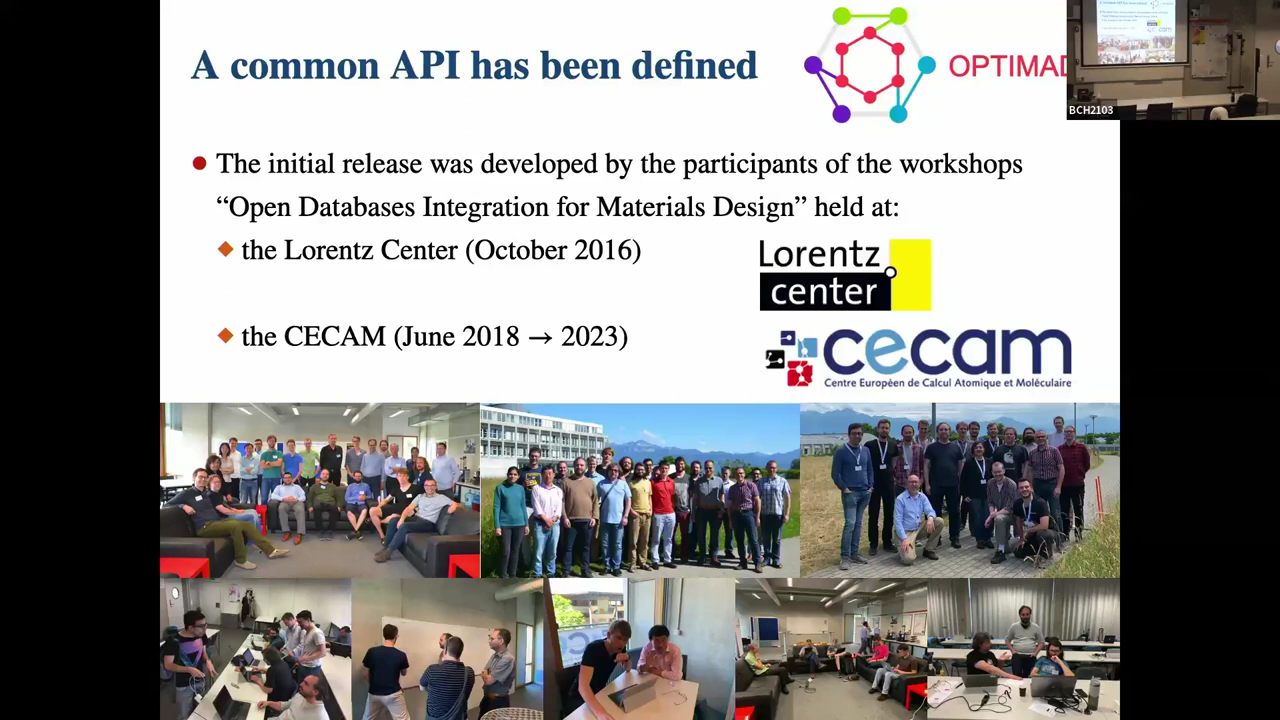 A common API has been defined
OPTIMAD
BCH2103
● The initial release was developed by the participants of the workshops
“Open Databases Integration for Materials Design” held at:
◆ the Lorentz Center (October 2016)
Lorentz
center
◆ the CECAM (June 2018 → 2023)
cecam
Centre Européen de Calcul Atomique et Moléculaire